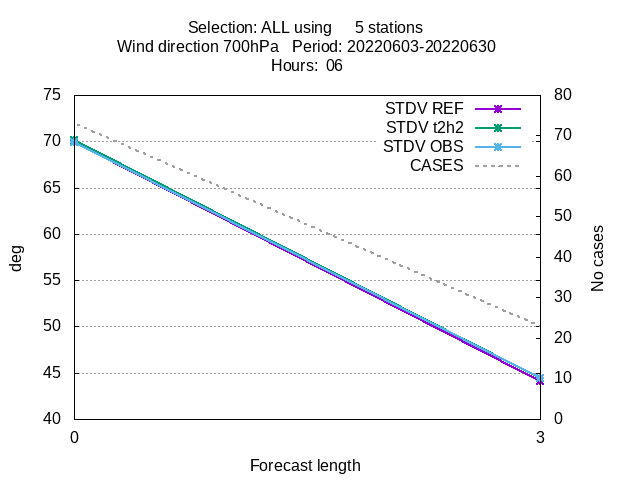 Selection: ALL using 5 stations
Wind direction 700hPa Period: 20220603-20220630
Hours: 06
75
80
STDV REF
STDV t2h2
STDV OBS
CASES
70
65
60
55
50
45
40
70
60
50
40
30
20
10
0
deg
No cases
0
3
Forecast length